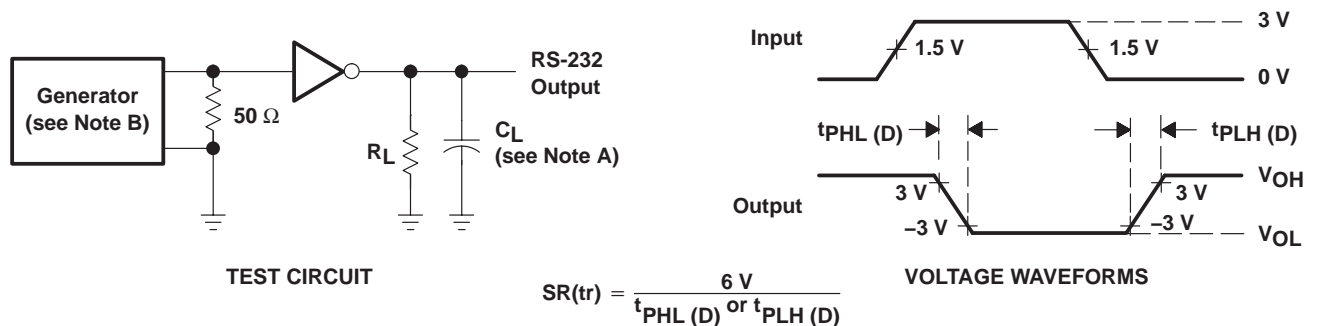 Generator
(see Note B)
50 Ω
RS-232
Output
RL
CL
(see Note A)
TEST CIRCUIT
Input
3 V
1.5 V
1.5 V
0 V
tPHL (D)
tPLH (D)
Output
3 V
–3 V
3 V
–3 V
VOH
VOL
VOLTAGE WAVEFORMS
SR(tr) = 6 V / tPHL (D) or tPLH (D)